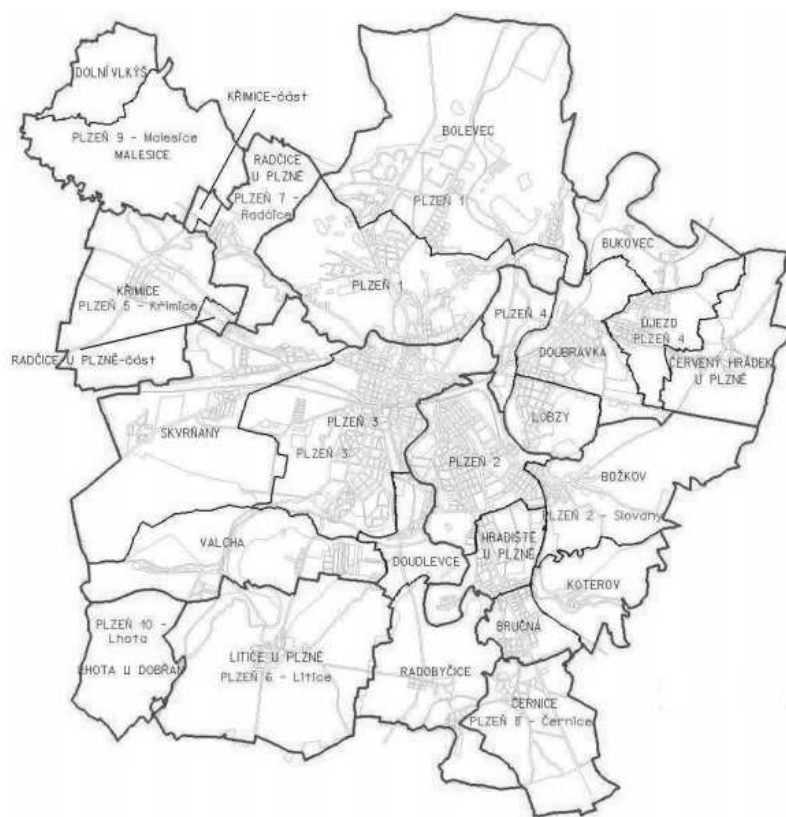 DOLNÍ VLKÝŠ
KŘIMICE-část
PLZEŇ 9 - Malesice
MALESICE
BOLEVEC
RADČICE
U PLZNĚ
PLZEŇ 7 -
Radčice
PLZEŇ 1
BUKOVEC
KŘIMICE
PLZEŇ 5 - Křimice
PLZEŇ 1
PLZEŇ 4
ÚJEZD
PLZEŇ 4
DOUBRAVKA
RADČICE U PLZNĚ-část
ČERVENÝ HRÁDEK
U PLZNĚ
LOBZY
PLZEŇ 3
SKVRŇANY
PLZEŇ 3
PLZEŇ 2
BOŽKOV
PLZEŇ 2 - Slovany
HRADIŠTĚ
U PLZNĚ
VALCHA
DOUDLEVCE
KOTEROV
PLZEŇ 10 -
Lhota
BRUČNÁ
LITICE U PLZNĚ
PLZEŇ 6 - Litice
LHOTA U DOBŘAN
RADOBYČICE
ČERNICE
PLZEŇ 8 - Černice